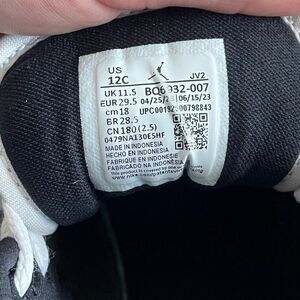 US
12C
JV2
UK 11.5
BQ6932-007
EUR 29.5
04/25/23
06/15/23
cm 18
BR 28.5
CN 180 (2.5)
MADE IN INDONESIA
HECHO EN INDONESIA
FABRIQUE EN INDONESIE
FABRICADO NA INDONESIA